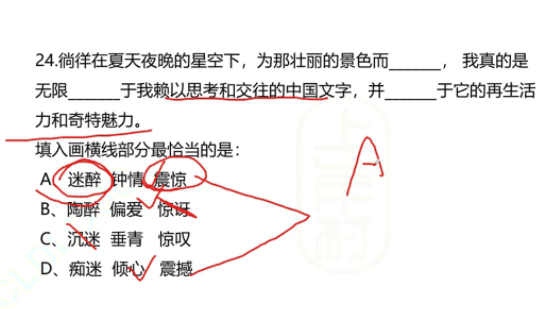 24.徜徉在夏天夜晚的星空下，为那壮丽的景色而______， 我真的是
无限______于我赖以思考和交往的中国文字，并______于它的再生活
力和奇特魅力。
填入画横线部分最恰当的是：
A、迷醉 钟情 震惊
B、陶醉 偏爱 惊讶
C、沉迷 垂青 惊叹
D、痴迷 倾心 震撼
A